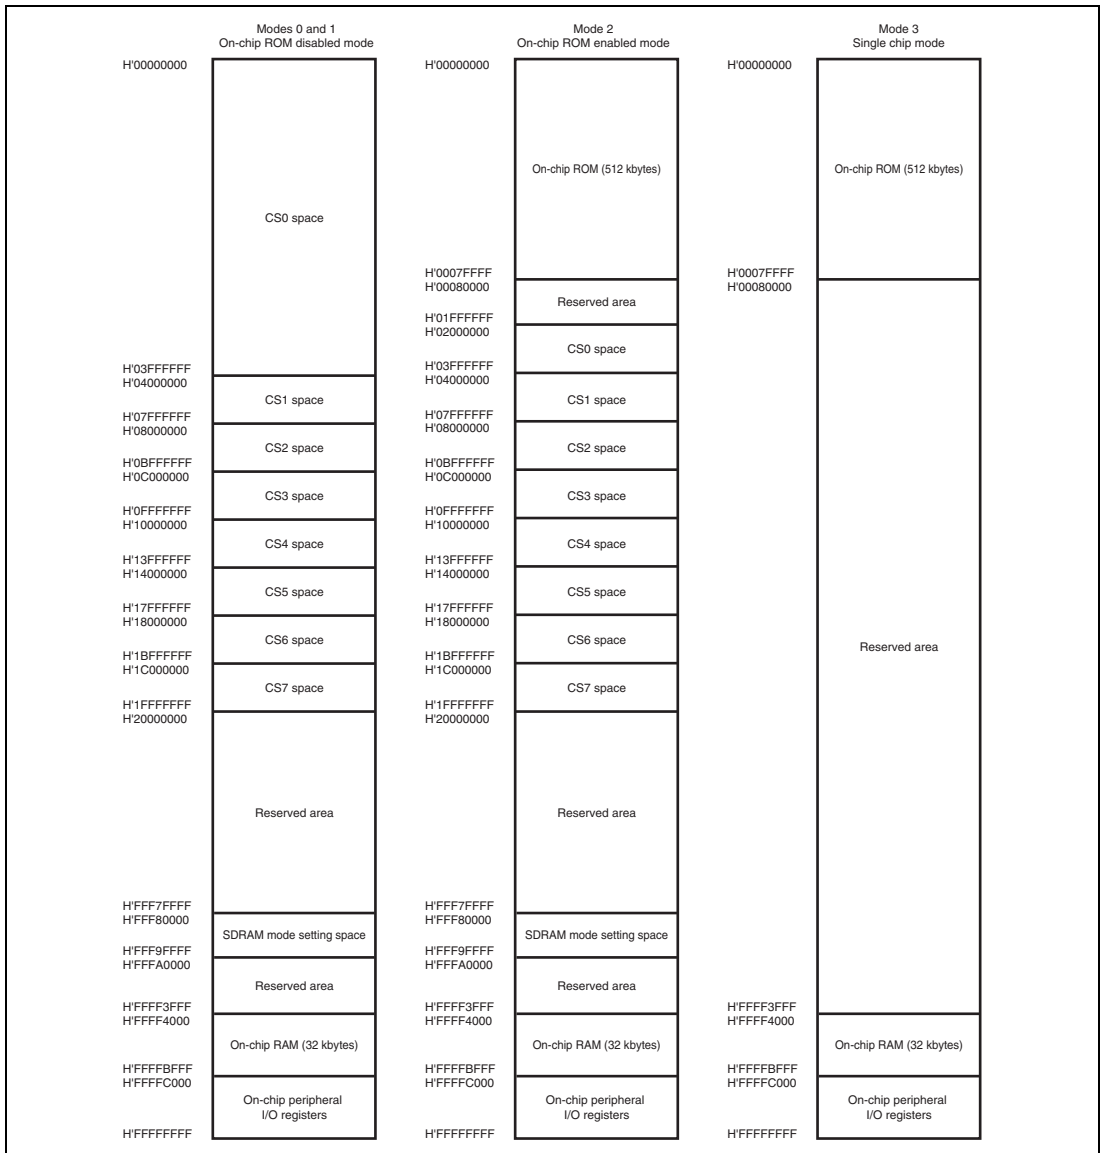 Modes 0 and 1
On-chip ROM disabled mode
H'00000000
CS0 space
H'03FFFFFF
H'04000000
CS1 space
H'07FFFFFF
H'08000000
CS2 space
H'0BFFFFFF
H'0C000000
CS3 space
H'0FFFFFFF
H'10000000
CS4 space
H'13FFFFFF
H'14000000
CS5 space
H'17FFFFFF
H'18000000
CS6 space
H'1BFFFFFF
H'1C000000
CS7 space
H'1FFFFFFF
H'20000000
Reserved area
H'FFF7FFFF
H'FFF80000
SDRAM mode setting space
H'FFF9FFFF
H'FFFA0000
Reserved area
H'FFFF3FFF
H'FFFF4000
On-chip RAM (32 kbytes)
H'FFFFBFFF
H'FFFFC000
On-chip peripheral
I/O registers
H'FFFFFFFF
Mode 2
On-chip ROM enabled mode
H'00000000
On-chip ROM (512 kbytes)
H'0007FFFF
H'00080000
Reserved area
H'01FFFFFF
H'02000000
CS0 space
H'03FFFFFF
H'04000000
CS1 space
H'07FFFFFF
H'08000000
CS2 space
H'0BFFFFFF
H'0C000000
CS3 space
H'0FFFFFFF
H'10000000
CS4 space
H'13FFFFFF
H'14000000
CS5 space
H'17FFFFFF
H'18000000
CS6 space
H'1BFFFFFF
H'1C000000
CS7 space
H'1FFFFFFF
H'20000000
Reserved area
H'FFF7FFFF
H'FFF80000
SDRAM mode setting space
H'FFF9FFFF
H'FFFA0000
Reserved area
H'FFFF3FFF
H'FFFF4000
On-chip RAM (32 kbytes)
H'FFFFBFFF
H'FFFFC000
On-chip peripheral
I/O registers
H'FFFFFFFF
Mode 3
Single chip mode
H'00000000
On-chip ROM (512 kbytes)
H'0007FFFF
H'00080000
Reserved area
H'FFFF3FFF
H'FFFF4000
On-chip RAM (32 kbytes)
H'FFFFBFFF
H'FFFFC000
On-chip peripheral
I/O registers
H'FFFFFFFF